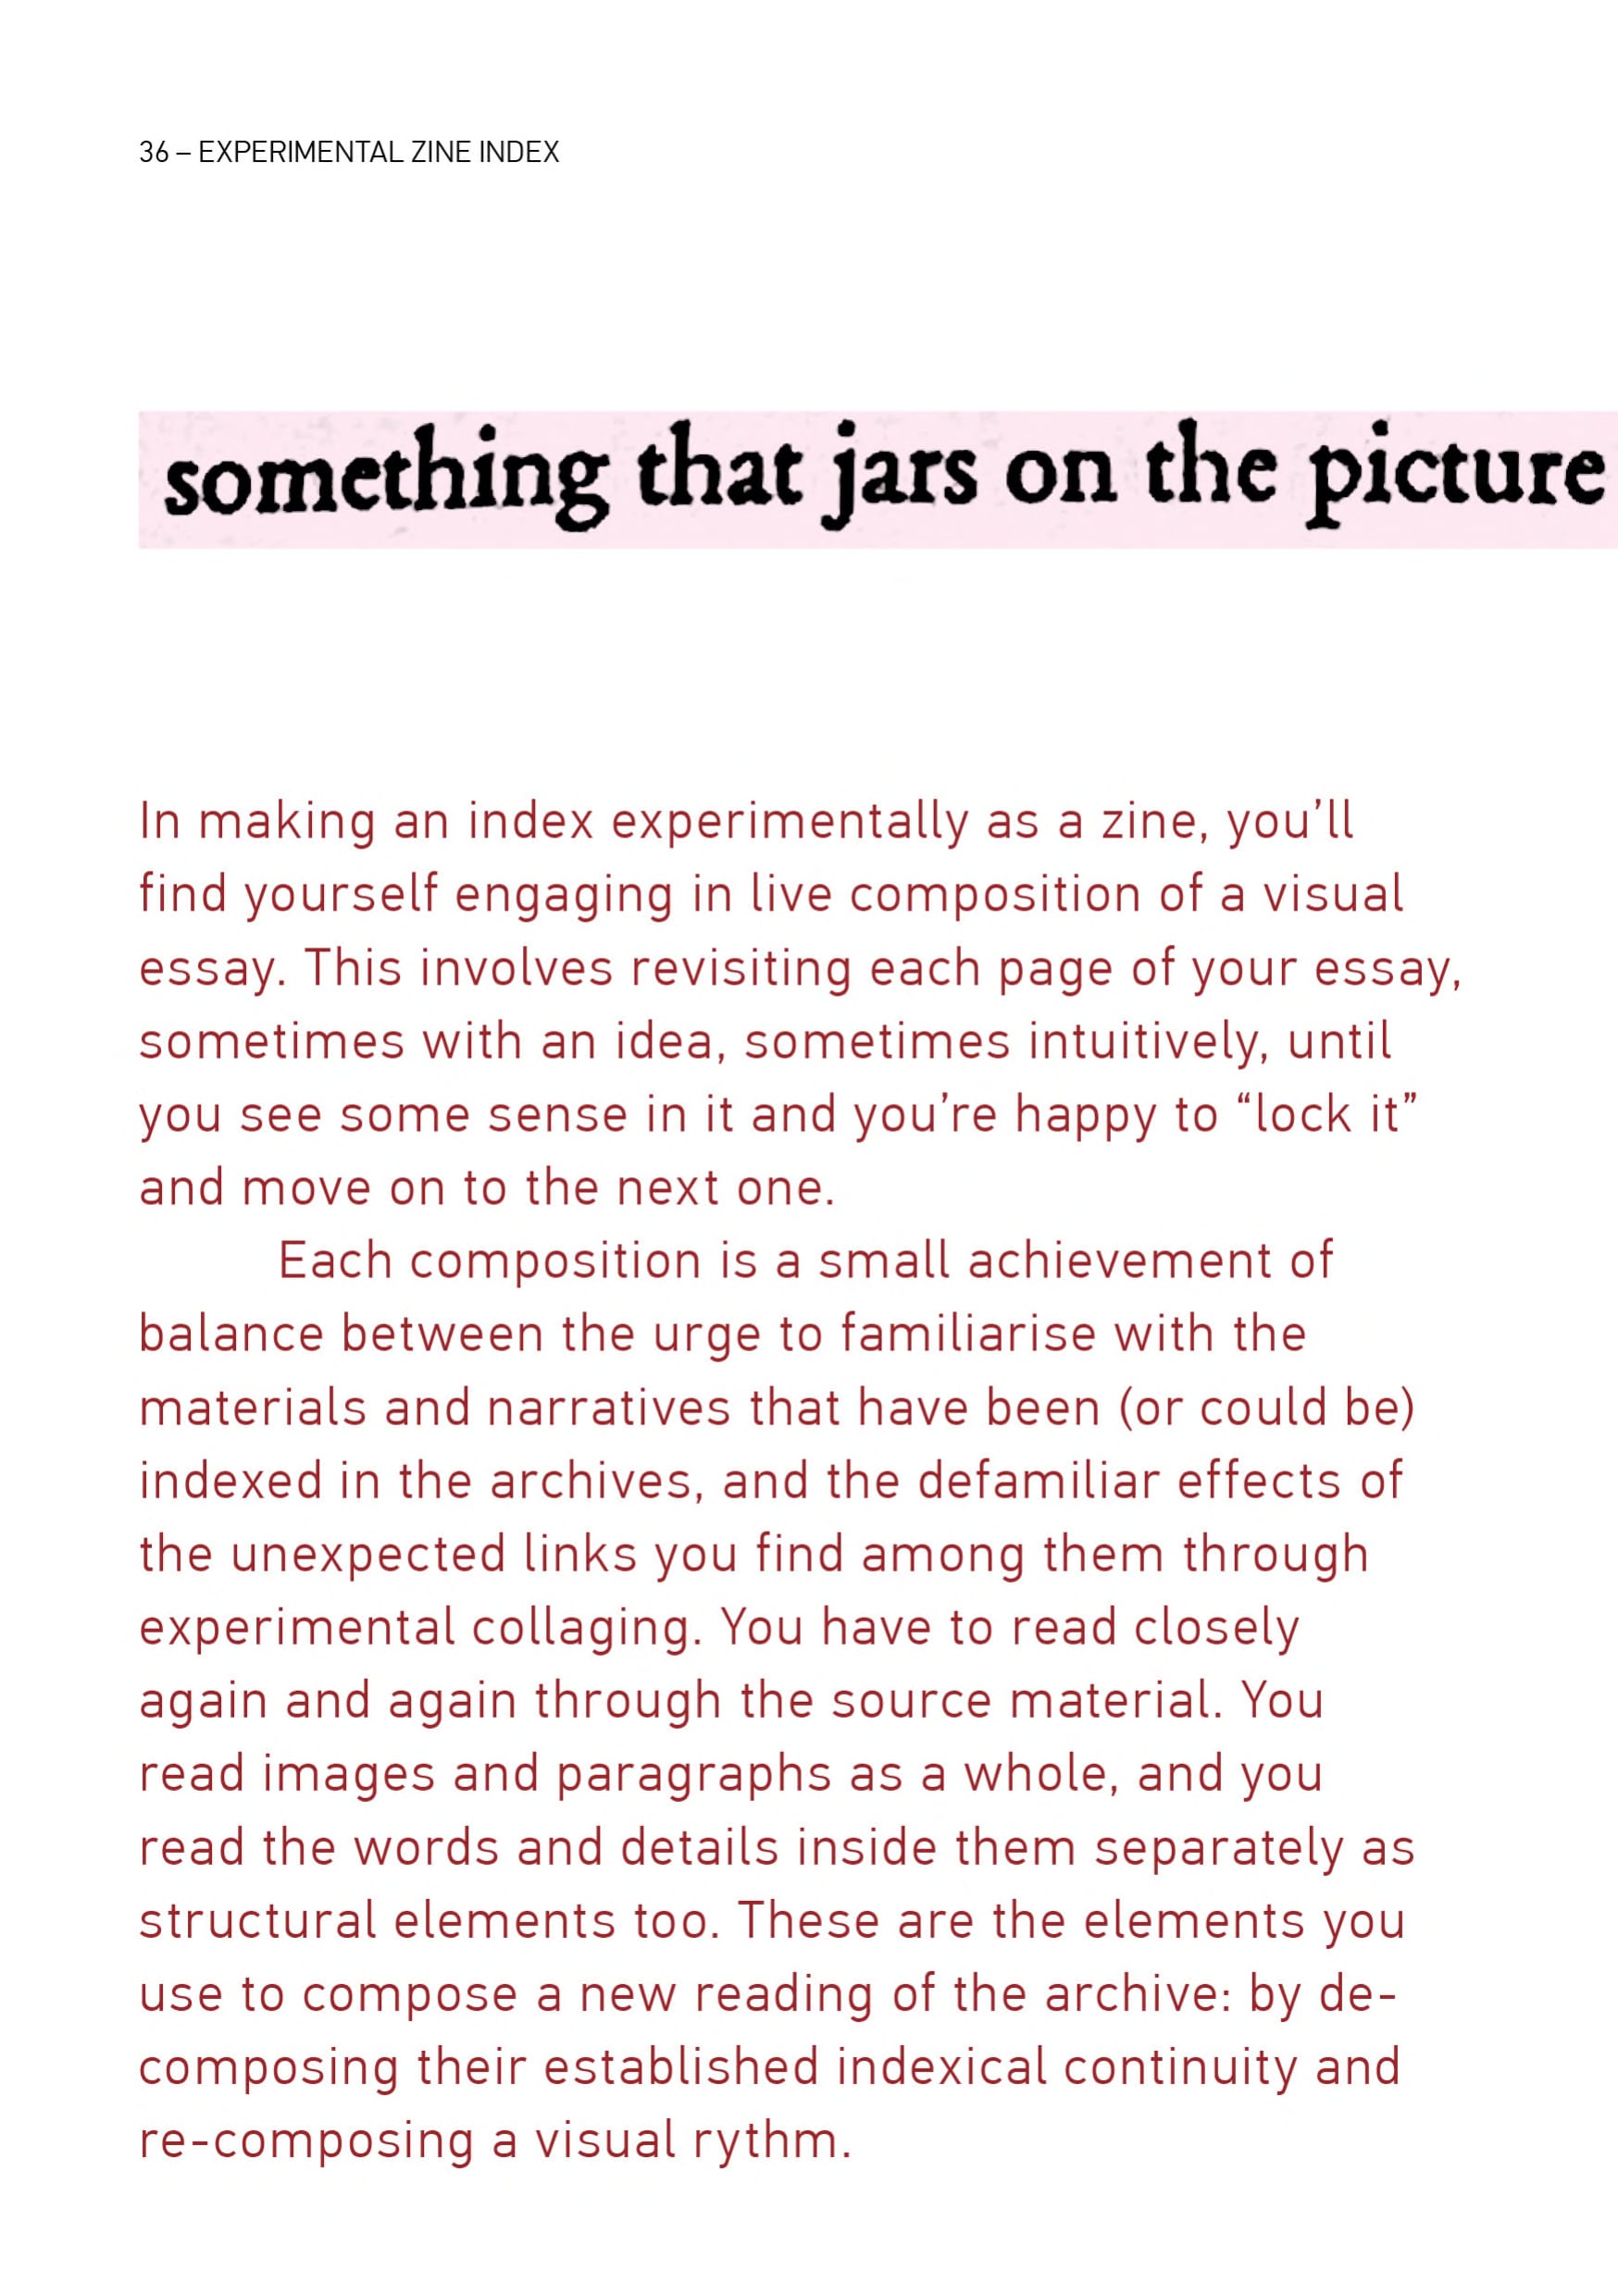 36 – EXPERIMENTAL ZINE INDEX
something that jars on the picture
In making an index experimentally as a zine, you’ll
find yourself engaging in live composition of a visual
essay. This involves revisiting each page of your essay,
sometimes with an idea, sometimes intuitively, until
you see some sense in it and you’re happy to “lock it”
and move on to the next one.
Each composition is a small achievement of
balance between the urge to familiarise with the
materials and narratives that have been (or could be)
indexed in the archives, and the defamiliar effects of
the unexpected links you find among them through
experimental collaging. You have to read closely
again and again through the source material. You
read images and paragraphs as a whole, and you
read the words and details inside them separately as
structural elements too. These are the elements you
use to compose a new reading of the archive: by de-
composing their established indexical continuity and
re-composing a visual rythm.